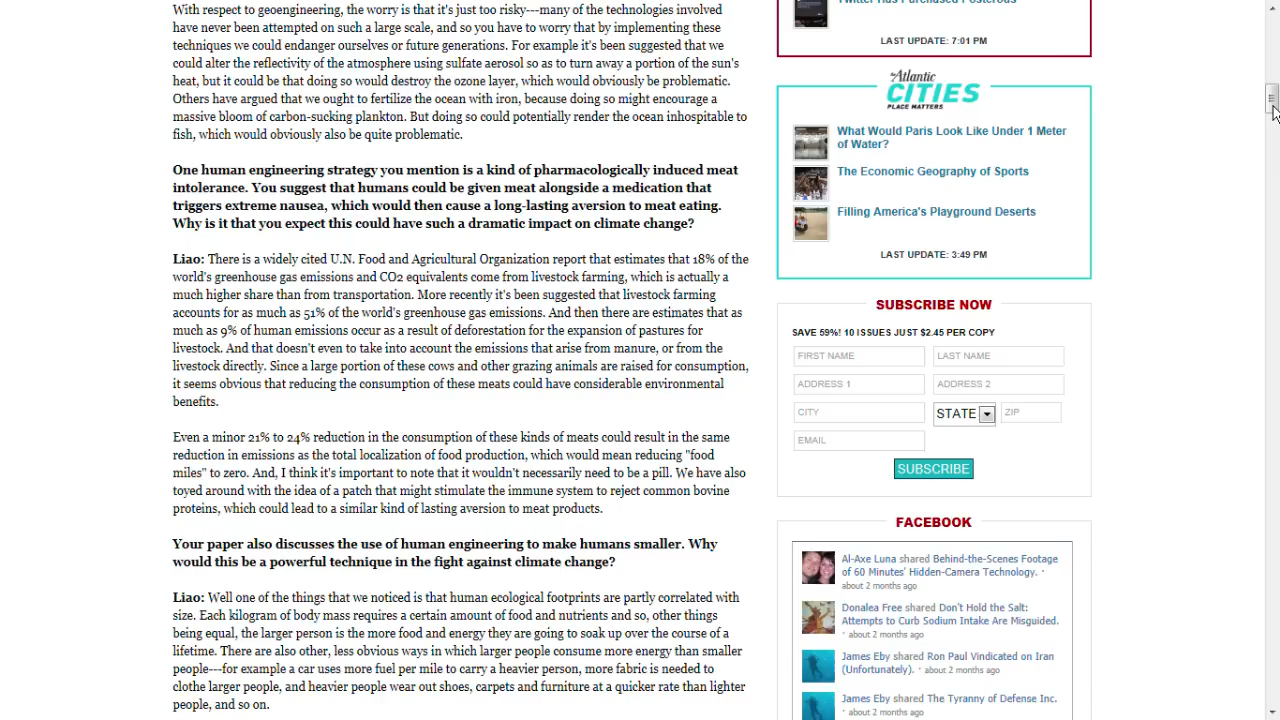 With respect to geoengineering, the worry is that it's just too risky---many of the technologies involved
have never been attempted on such a large scale, and so you have to worry that by implementing these
techniques we could endanger ourselves or future generations. For example it's been suggested that we
could alter the reflectivity of the atmosphere using sulfate aerosol so as to turn away a portion of the sun's
heat, but it could be that doing so would destroy the ozone layer, which would obviously be problematic.
Others have argued that we ought to fertilize the ocean with iron, because doing so might encourage a
massive bloom of carbon-sucking plankton. But doing so could potentially render the ocean inhospitable to
fish, which would obviously also be quite problematic.
One human engineering strategy you mention is a kind of pharmacologically induced meat
intolerance. You suggest that humans could be given meat alongside a medication that
triggers extreme nausea, which would then cause a long-lasting aversion to meat eating.
Why is it that you expect this could have such a dramatic impact on climate change?
Liao: There is a widely cited U.N. Food and Agricultural Organization report that estimates that 18% of the
world's greenhouse gas emissions and CO2 equivalents come from livestock farming, which is actually a
much higher share than from transportation. More recently it's been suggested that livestock farming
accounts for as much as 51% of the world's greenhouse gas emissions. And then there are estimates that as
much as 9% of human emissions occur as a result of deforestation for the expansion of pastures for
livestock. And that doesn't even to take into account the emissions that arise from manure, or from the
livestock directly. Since a large portion of these cows and other grazing animals are raised for consumption,
it seems obvious that reducing the consumption of these meats could have considerable environmental
benefits.
Even a minor 21% to 24% reduction in the consumption of these kinds of meats could result in the same
reduction in emissions as the total localization of food production, which would mean reducing "food
miles" to zero. And, I think it's important to note that it wouldn't necessarily need to be a pill. We have also
toyed around with the idea of a patch that might stimulate the immune system to reject common bovine
proteins, which could lead to a similar kind of lasting aversion to meat products.
Your paper also discusses the use of human engineering to make humans smaller. Why
would this be a powerful technique in the fight against climate change?
Liao: Well one of the things that we noticed is that human ecological footprints are partly correlated with
size. Each kilogram of body mass requires a certain amount of food and nutrients and so, other things
being equal, the larger person is the more food and energy they are going to soak up over the course of a
lifetime. There are also other, less obvious ways in which larger people consume more energy than smaller
people---for example a car uses more fuel per mile to carry a heavier person, more fabric is needed to
clothe larger people, and heavier people wear out shoes, carpets and furniture at a quicker rate than lighter
people, and so on.
Twitter Has Purchased Posterous
LAST UPDATE: 7:01 PM
the Atlantic
CITIES
PLACE MATTERS
What Would Paris Look Like Under 1 Meter
of Water?
The Economic Geography of Sports
Filling America's Playground Deserts
LAST UPDATE: 3:49 PM
SUBSCRIBE NOW
SAVE 59%! 10 ISSUES JUST $2.45 PER COPY
FIRST NAME LAST NAME
ADDRESS 1 ADDRESS 2
CITY STATE ZIP
EMAIL
SUBSCRIBE
FACEBOOK
Al-Axe Luna shared Behind-the-Scenes Footage
of 60 Minutes' Hidden-Camera Technology. ·
about 2 months ago
Donalea Free shared Don't Hold the Salt:
Attempts to Curb Sodium Intake Are Misguided.
· about 2 months ago
James Eby shared Ron Paul Vindicated on Iran
(Unfortunately). · about 2 months ago
James Eby shared The Tyranny of Defense Inc.
· about 2 months ago